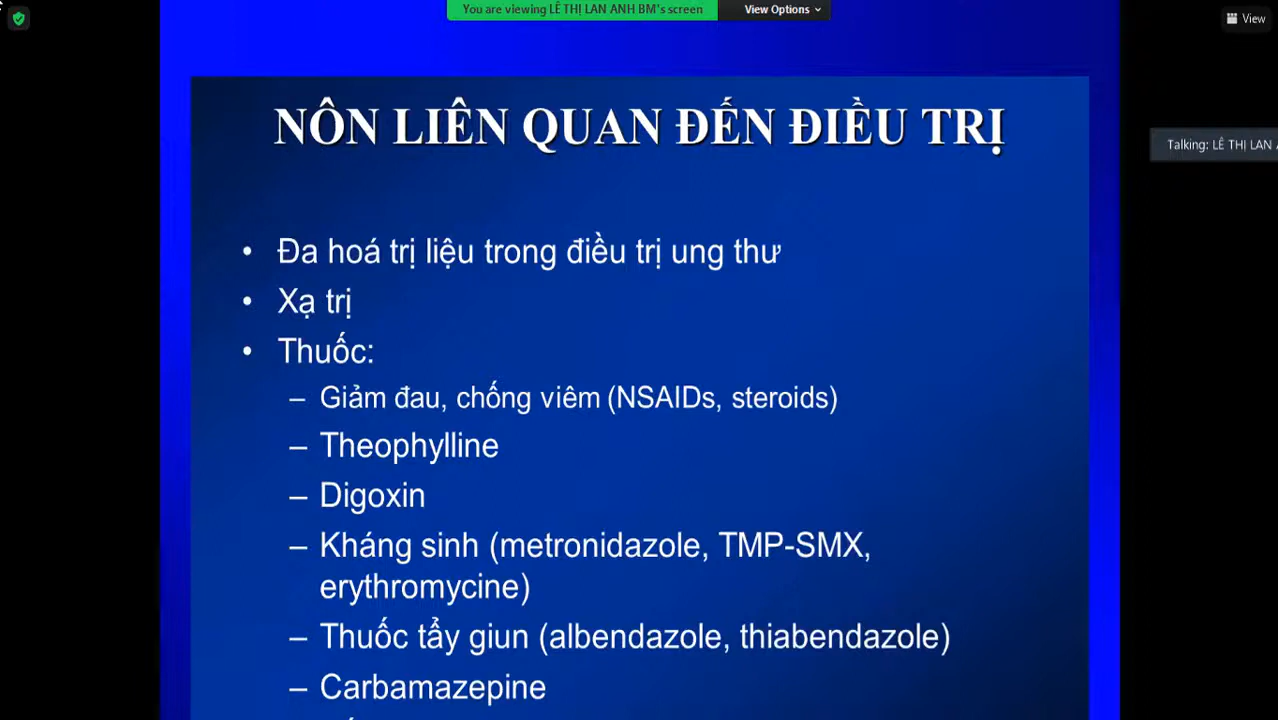 You are viewing LÊ THỊ LAN ANH BM's screen
View Options
View
Talking: LÊ THỊ LAN
NÔN LIÊN QUAN ĐẾN ĐIỀU TRỊ
• Đa hoá trị liệu trong điều trị ung thư
• Xạ trị
• Thuốc:
– Giảm đau, chống viêm (NSAIDs, steroids)
– Theophylline
– Digoxin
– Kháng sinh (metronidazole, TMP-SMX,
erythromycine)
– Thuốc tẩy giun (albendazole, thiabendazole)
– Carbamazepine